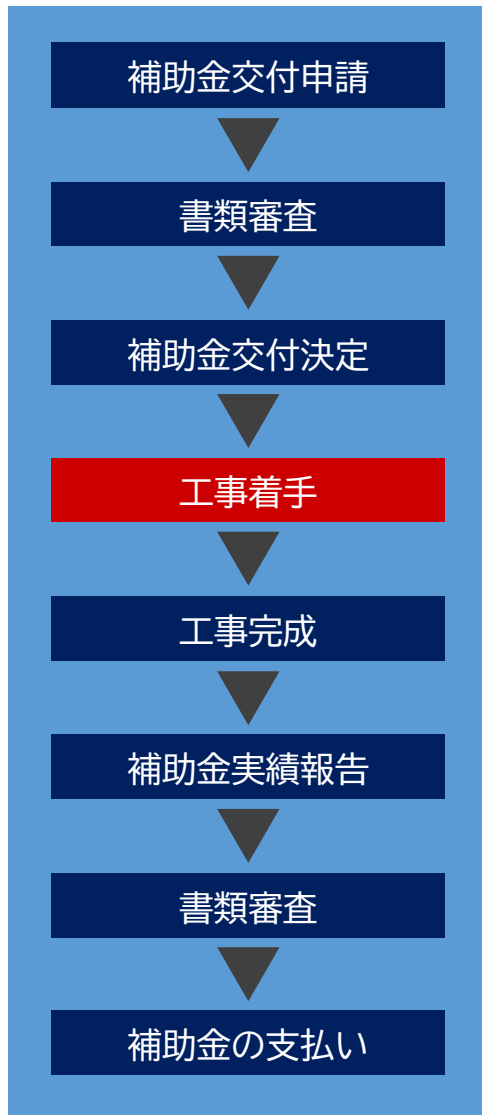 補助金交付申請
書類審査
補助金交付決定
工事着手
工事完成
補助金実績報告
書類審査
補助金の支払い